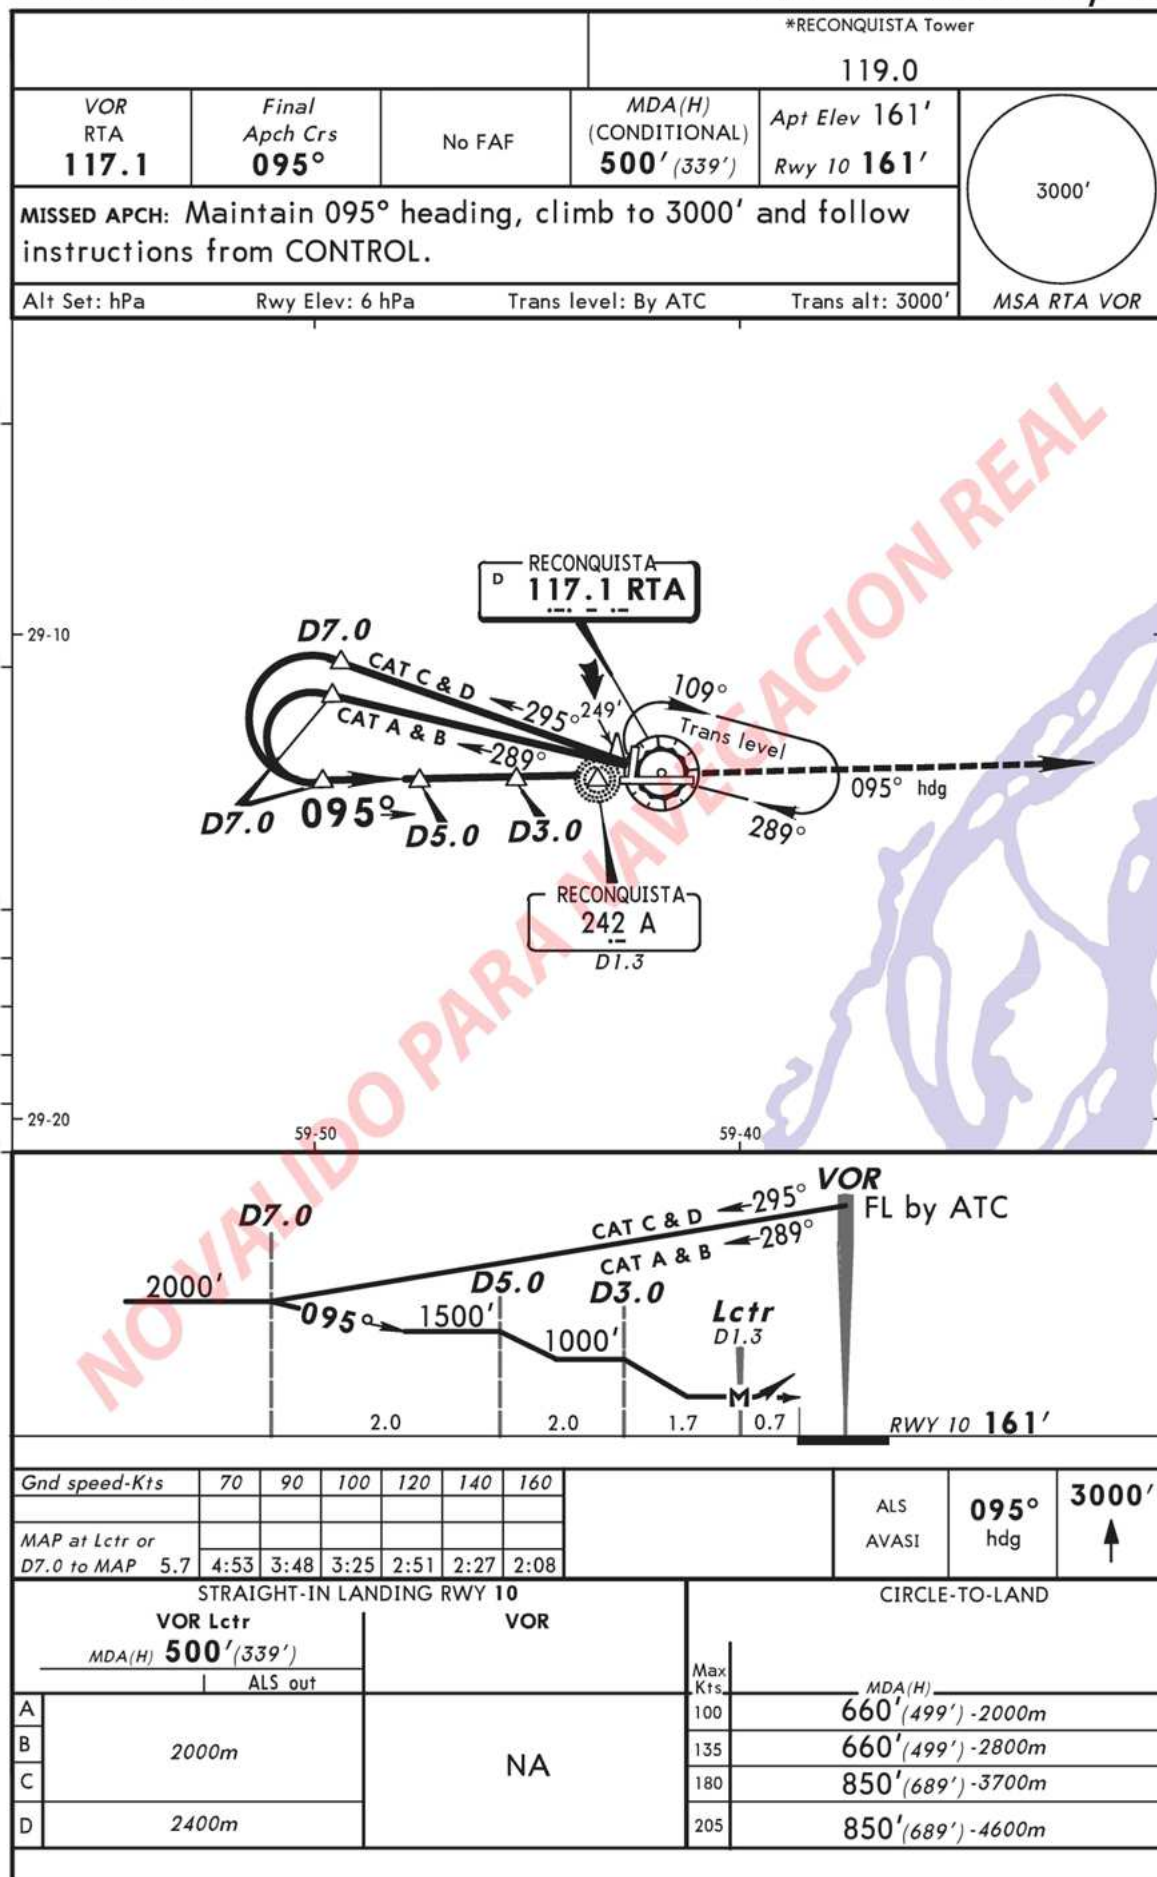 *RECONQUISTA Tower
119.0
VOR
RTA
117.1
Final
Apch Crs
095°
No FAF
MDA(H)
(CONDITIONAL)
500' (339')
Apt Elev 161'
Rwy 10 161'
3000'
MSA RTA VOR
MISSED APCH: Maintain 095° heading, climb to 3000' and follow
instructions from CONTROL.
Alt Set: hPa Rwy Elev: 6 hPa Trans level: By ATC Trans alt: 3000'
NO VALIDO PARA NAVEGACION REAL
29-10
RECONQUISTA
D 117.1 RTA
D7.0
CAT C & D
295°
249'
109°
Trans level
CAT A & B
289°
095° hdg
289°
D7.0
095°
D5.0
D3.0
RECONQUISTA
242 A
D1.3
29-20
59-50
59-40
VOR
FL by ATC
D7.0
CAT C & D
295°
CAT A & B
289°
2000'
095°
D5.0
1500'
D3.0
1000'
Lctr
D1.3
M
2.0
2.0
1.7
0.7
RWY 10 161'
Gnd speed-Kts 70 90 100 120 140 160
MAP at Lctr or
D7.0 to MAP 5.7 4:53 3:48 3:25 2:51 2:27 2:08
ALS
AVASI
095°
hdg
3000'
STRAIGHT-IN LANDING RWY 10
CIRCLE-TO-LAND
VOR Lctr
VOR
MDA(H) 500' (339')
ALS out
Max
Kts
MDA(H)
A
B
C
D
2000m
2400m
NA
100 660' (499') -2000m
135 660' (499') -2800m
180 850' (689') -3700m
205 850' (689') -4600m